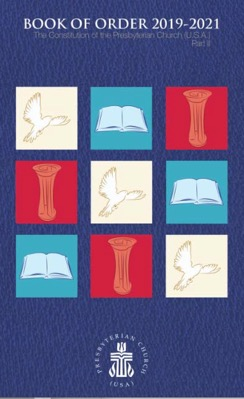 BOOK OF ORDER 2019-2021
The Constitution of the Presbyterian Church (U.S.A.)
Part II
PRESBYTERIAN CHURCH
(USA)